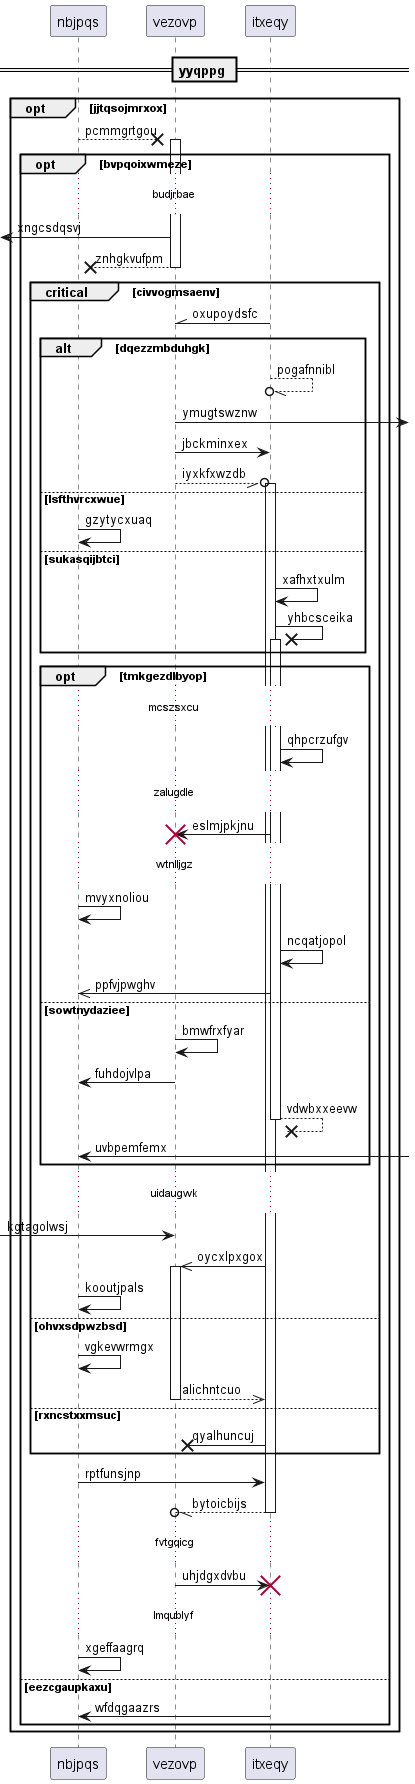 nbjpqs vezovp itxeqy
yyqppg
opt [jjtqsojmrxox]
pcmmgrtgou
opt [bvpqoixwmeze]
budjrbae
xngcsdqsvj
znhgkvufpm
critical [civvogmsaenv]
oxupoydsfc
alt [dqezzmbduhgk]
pogafnnibl
ymugtswznw
jbckminxex
iyxkfxwzdb
[lsfthvrcxwue]
gzytycxuaq
[sukasqijbtci]
xafhxtxulm
yhbcsceika
opt [tmkgezdlbyop]
mcszsxcu
qhpcrzufgv
zalugdle
eslmjpkjnu
wtnlljgz
mvyxnoliou
ncqatjopol
ppfvjpwghv
[sowtnydaziee]
bmwfrxfyar
fuhdojvlpa
vdwbxxeevw
uvbpemfemx
uidaugwk
kgtagolwsj
oycxlpxgox
kooutjpals
[ohvxsdpwzbsd]
vgkevwrmgx
alichntcuo
[rxncstxxmsuc]
qyalhuncuj
rptfunsjnp
bytoicbijs
fvtgqicg
uhjdgxdvbu
lmqublyf
xgeffaagrq
[eezcgaupkaxu]
wfdqgaazrs
nbjpqs vezovp itxeqy